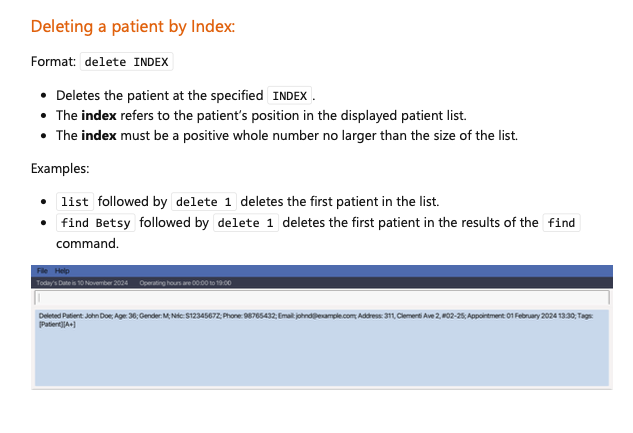 Deleting a patient by Index:
Format: delete INDEX
Deletes the patient at the specified INDEX .
The index refers to the patient’s position in the displayed patient list.
The index must be a positive whole number no larger than the size of the list.
Examples:
list followed by delete 1 deletes the first patient in the list.
find Betsy followed by delete 1 deletes the first patient in the results of the find
command.
File Help
Today's Date is 10 November 2024 Operating hours are 00:00 to 19:00
Deleted Patient: John Doe; Age: 36; Gender: M; Nric: S1234567Z; Phone: 98765432; Email: johnd@example.com; Address: 311, Clementi Ave 2, #02-25; Appointment: 01 February 2024 13:30; Tags:
[Patient][A+]